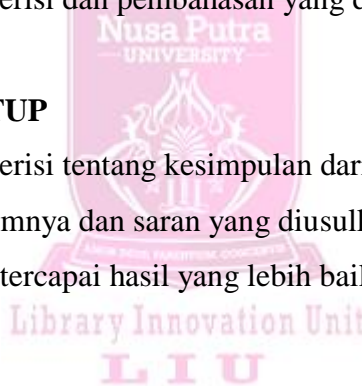 erisi dan pembahasan yang d
Nusa Putra
UNIVERSITY
TUP
erisi tentang kesimpulan dar
mnya dan saran yang diusull
tercapai hasil yang lebih bail
Library Innovation Unit
LIU